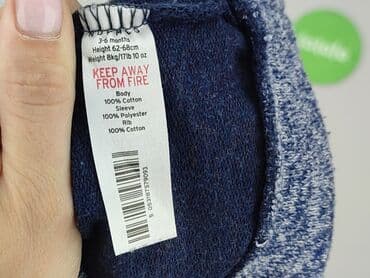 3-6 months
Height 62-68cm
Weight 8kg/17lb 10 oz
KEEP AWAY
FROM FIRE
Body
100% Cotton
Sleeve
100% Polyester
Rib
100% Cotton